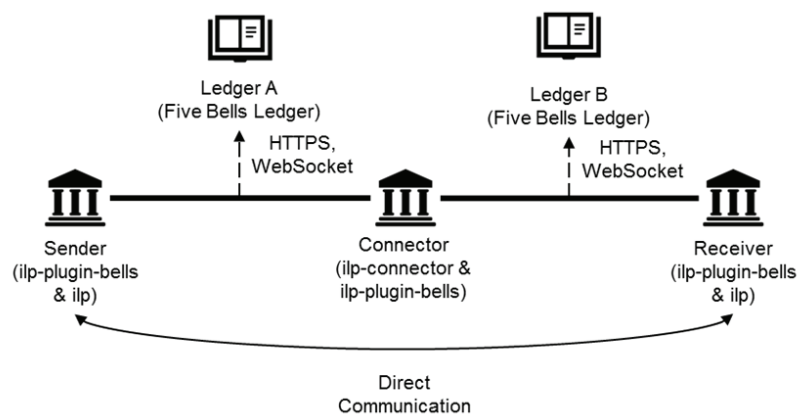 Ledger A
(Five Bells Ledger)
Ledger B
(Five Bells Ledger)
HTTPS,
WebSocket
HTTPS,
WebSocket
Sender
(ilp-plugin-bells
& ilp)
Connector
(ilp-connector &
ilp-plugin-bells)
Receiver
(ilp-plugin-bells
& ilp)
Direct
Communication